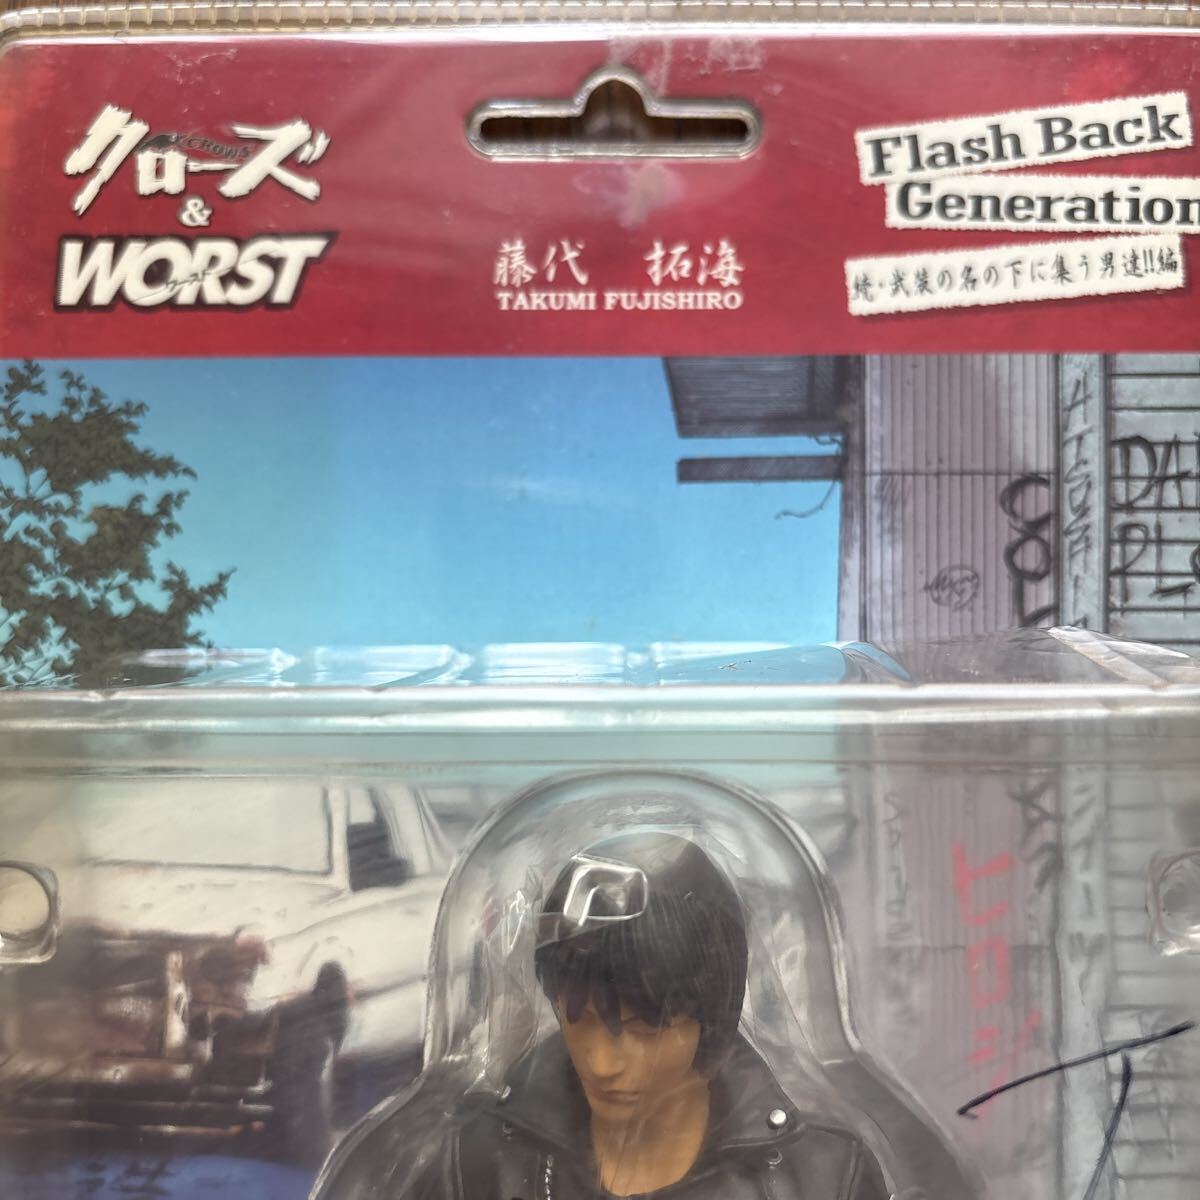 クローズ
CROWS
&
WORST
ワースト
藤代 拓海
TAKUMI FUJISHIRO
Flash Back
Generation
続・武装の名の下に集う男達!!編